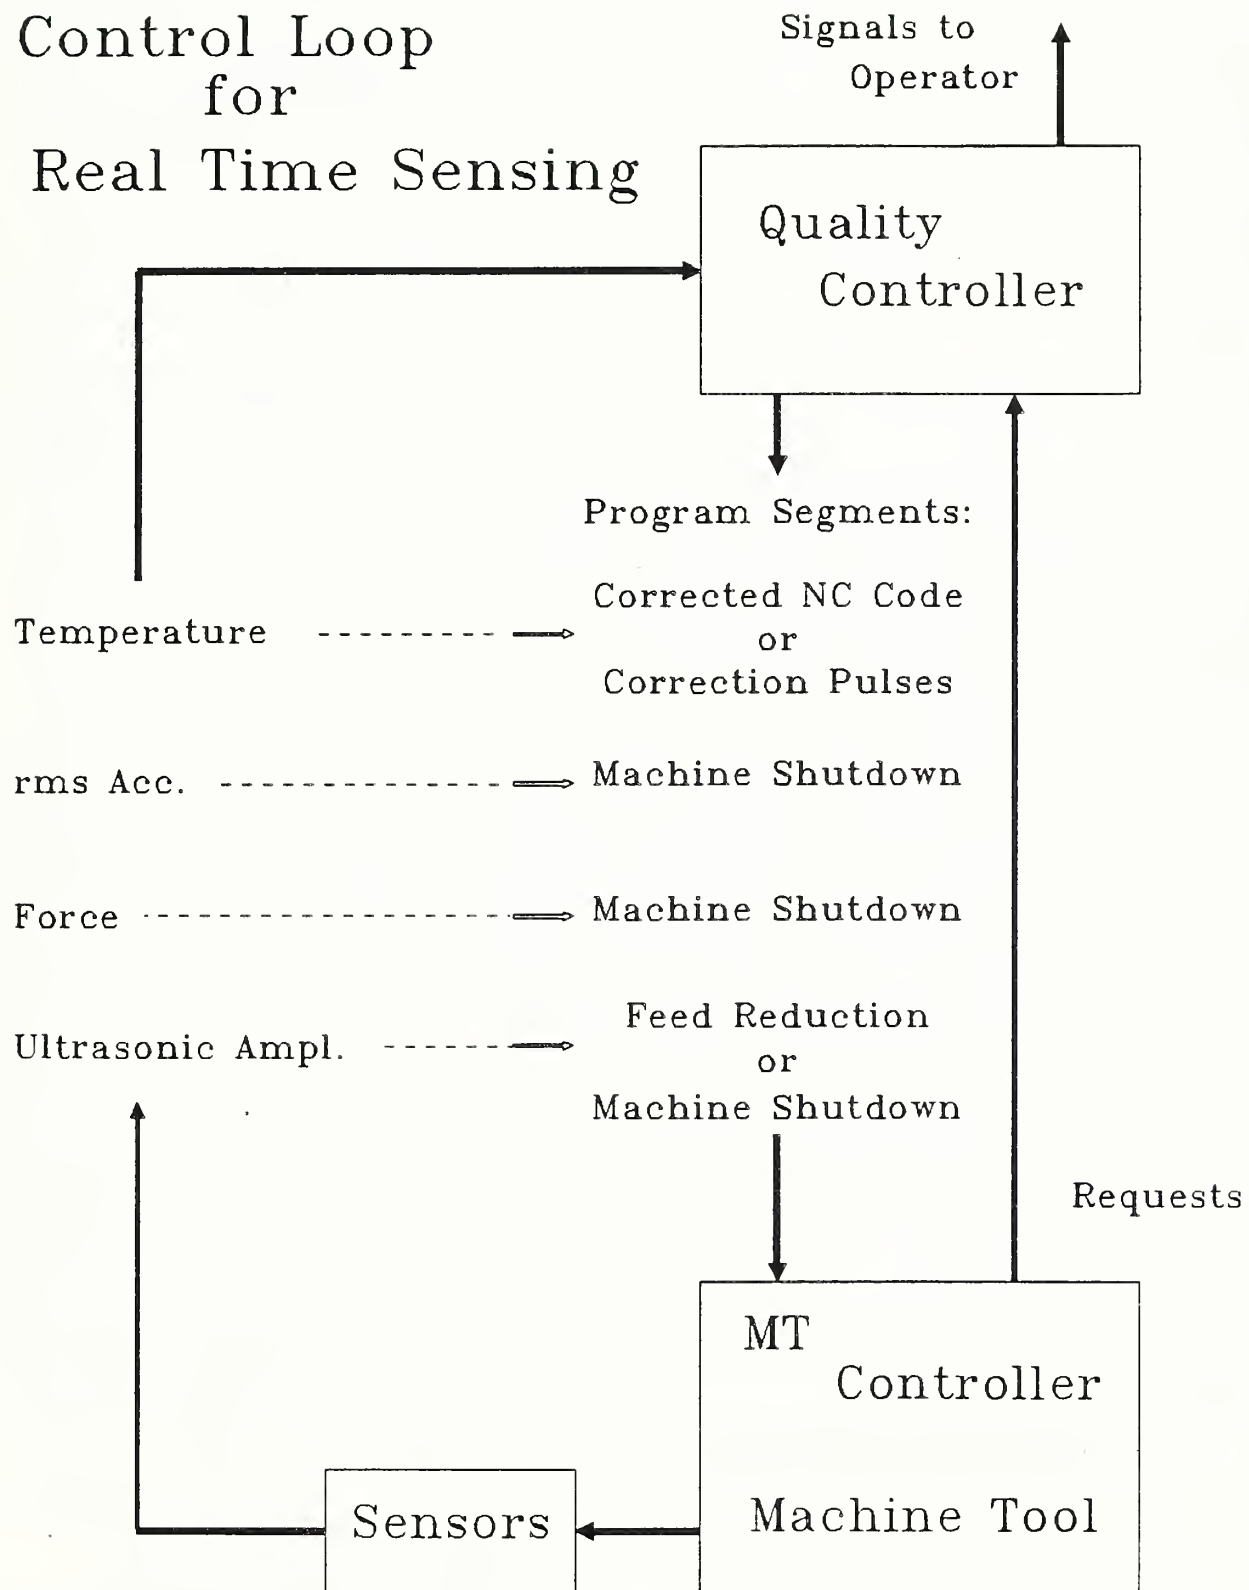 Control Loop
for
Real Time Sensing
Signals to
Operator
Quality
Controller
Program Segments:
Temperature
Corrected NC Code
or
Correction Pulses
rms Acc.
Machine Shutdown
Force
Machine Shutdown
Ultrasonic Ampl.
Feed Reduction
or
Machine Shutdown
Requests
MT
Controller
Machine Tool
Sensors